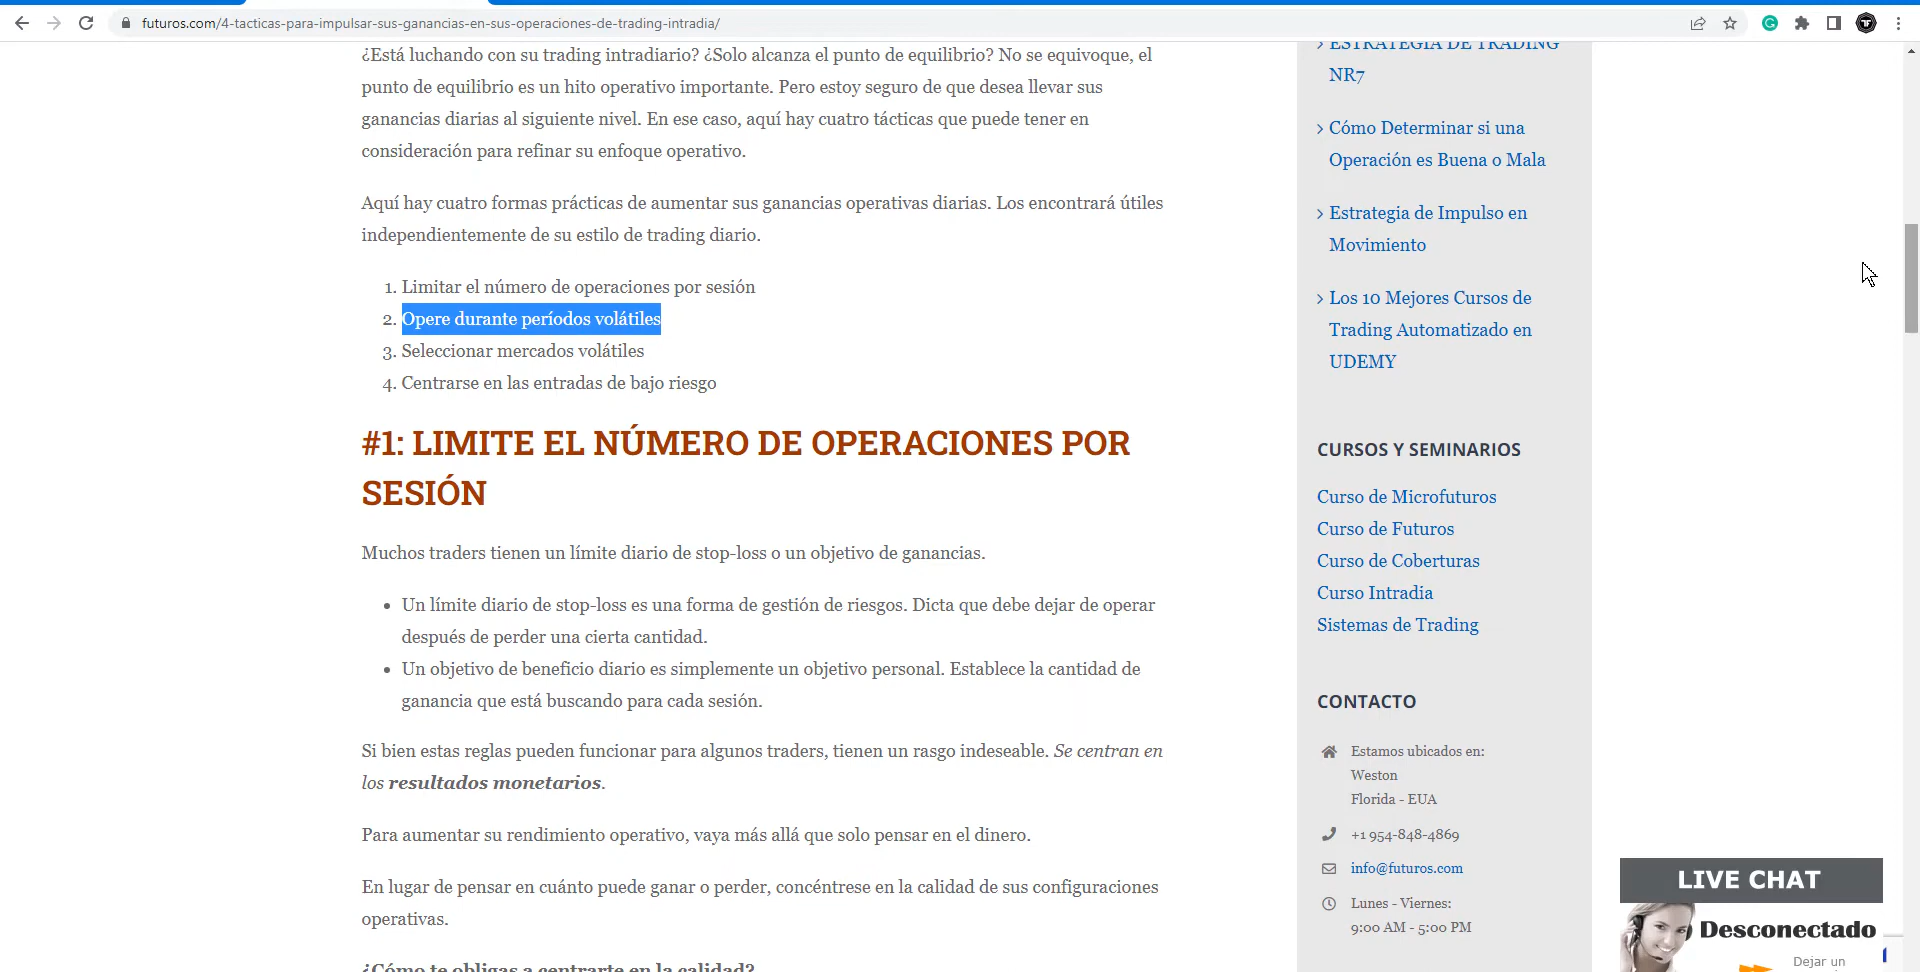 futuros.com/4-tacticas-para-impulsar-sus-ganancias-en-sus-operaciones-de-trading-intradia/
¿Está luchando con su trading intradiario? ¿Solo alcanza el punto de equilibrio? No se equivoque, el
punto de equilibrio es un hito operativo importante. Pero estoy seguro de que desea llevar sus
ganancias diarias al siguiente nivel. En ese caso, aquí hay cuatro tácticas que puede tener en
consideración para refinar su enfoque operativo.
Aquí hay cuatro formas prácticas de aumentar sus ganancias operativas diarias. Los encontrará útiles
independientemente de su estilo de trading diario.
1. Limitar el número de operaciones por sesión
2. Opere durante períodos volátiles
3. Seleccionar mercados volátiles
4. Centrarse en las entradas de bajo riesgo
#1: LIMITE EL NÚMERO DE OPERACIONES POR
SESIÓN
Muchos traders tienen un límite diario de stop-loss o un objetivo de ganancias.
• Un límite diario de stop-loss es una forma de gestión de riesgos. Dicta que debe dejar de operar
después de perder una cierta cantidad.
• Un objetivo de beneficio diario es simplemente un objetivo personal. Establece la cantidad de
ganancia que está buscando para cada sesión.
Si bien estas reglas pueden funcionar para algunos traders, tienen un rasgo indeseable. Se centran en
los resultados monetarios.
Para aumentar su rendimiento operativo, vaya más allá que solo pensar en el dinero.
En lugar de pensar en cuánto puede ganar o perder, concéntrese en la calidad de sus configuraciones
operativas.
¿Cómo te obligas a centrarte en la calidad?
ESTRATEGIA DE TRADING
NR7
Cómo Determinar si una
Operación es Buena o Mala
Estrategia de Impulso en
Movimiento
Los 10 Mejores Cursos de
Trading Automatizado en
UDEMY
CURSOS Y SEMINARIOS
Curso de Microfuturos
Curso de Futuros
Curso de Coberturas
Curso Intradia
Sistemas de Trading
CONTACTO
Estamos ubicados en:
Weston
Florida - EUA
+1 954-848-4869
info@futuros.com
Lunes - Viernes:
9:00 AM - 5:00 PM
LIVE CHAT
Desconectado
Dejar un